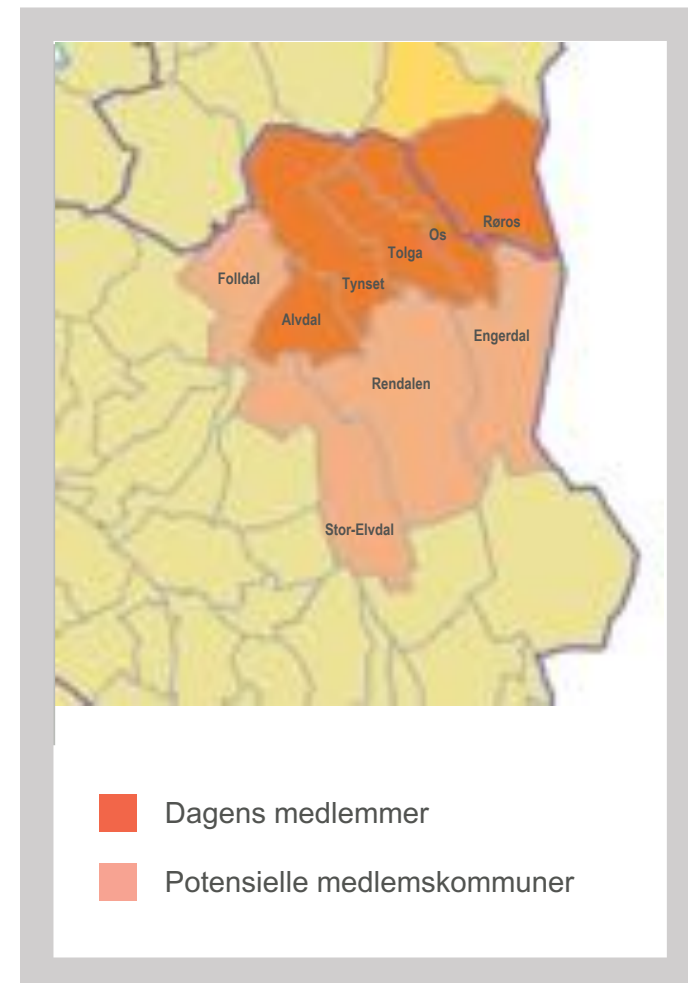 Røros
Os
Tolga
Folldal
Tynset
Alvdal
Engerdal
Rendalen
Stor-Elvdal
Dagens medlemmer
Potensielle medlemskommuner